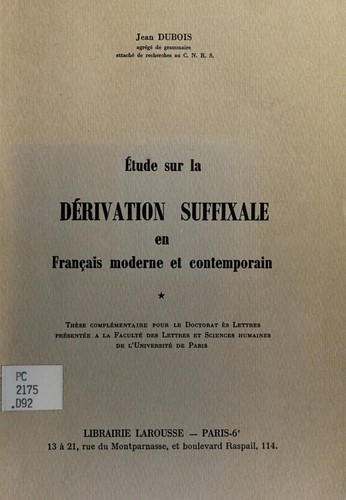 Jean DUBOIS
agrégé de grammaire
attaché de recherches au C. N. R. S.
Étude sur la
DÉRIVATION SUFFIXALE
en
Français moderne et contemporain
★
Thèse complémentaire pour le Doctorat ès Lettres
présentée a la Faculté des Lettres et Sciences humaines
de l'Université de Paris
PC
2175
.D92
LIBRAIRIE LAROUSSE — PARIS-6ᵉ
13 à 21, rue du Montparnasse, et boulevard Raspail, 114.